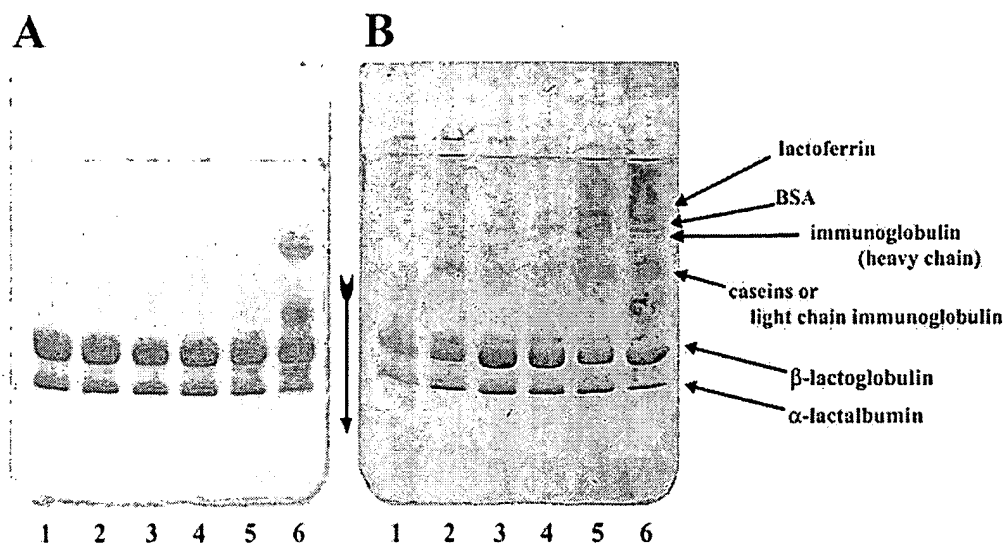 A
B
lactoferrin
BSA
immunoglobulin
(heavy chain)
caseins or
light chain immunoglobulin
β-lactoglobulin
α-lactalbumin
1 2 3 4 5 6
1 2 3 4 5 6